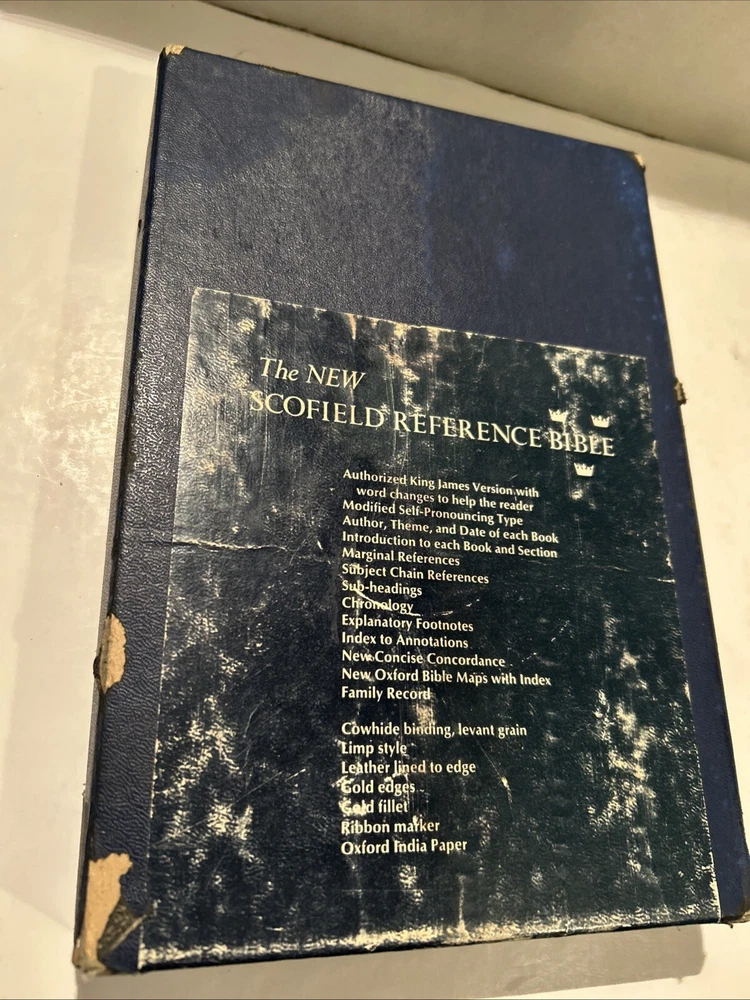 The NEW
SCOFIELD REFERENCE BIBLE
Authorized King James Version with
word changes to help the reader
Modified Self-Pronouncing Type
Author, Theme, and Date of each Book
Introduction to each Book and Section
Marginal References
Subject Chain References
Sub-headings
Chronology
Explanatory Footnotes
Index to Annotations
New Concise Concordance
New Oxford Bible Maps with Index
Family Record
Cowhide binding, levant grain
Limp style
Leather lined to edge
Gold edges
Gold fillet
Ribbon marker
Oxford India Paper